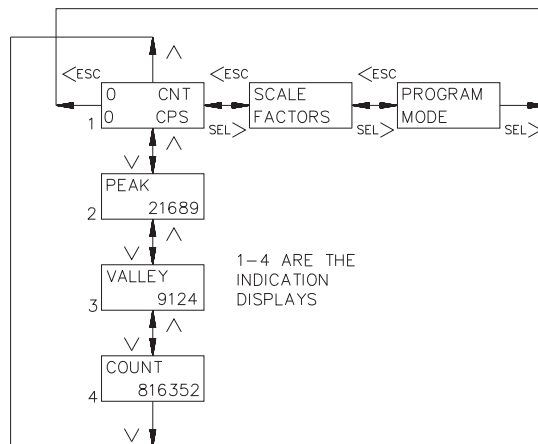 <ESC <ESC <ESC
0 CNT
0 CPS
1
SCALE
FACTORS
PROGRAM
MODE
SEL> SEL> SEL>
PEAK
21689
2
VALLEY
9124
3
1-4 ARE THE
INDICATION
DISPLAYS
COUNT
816352
4